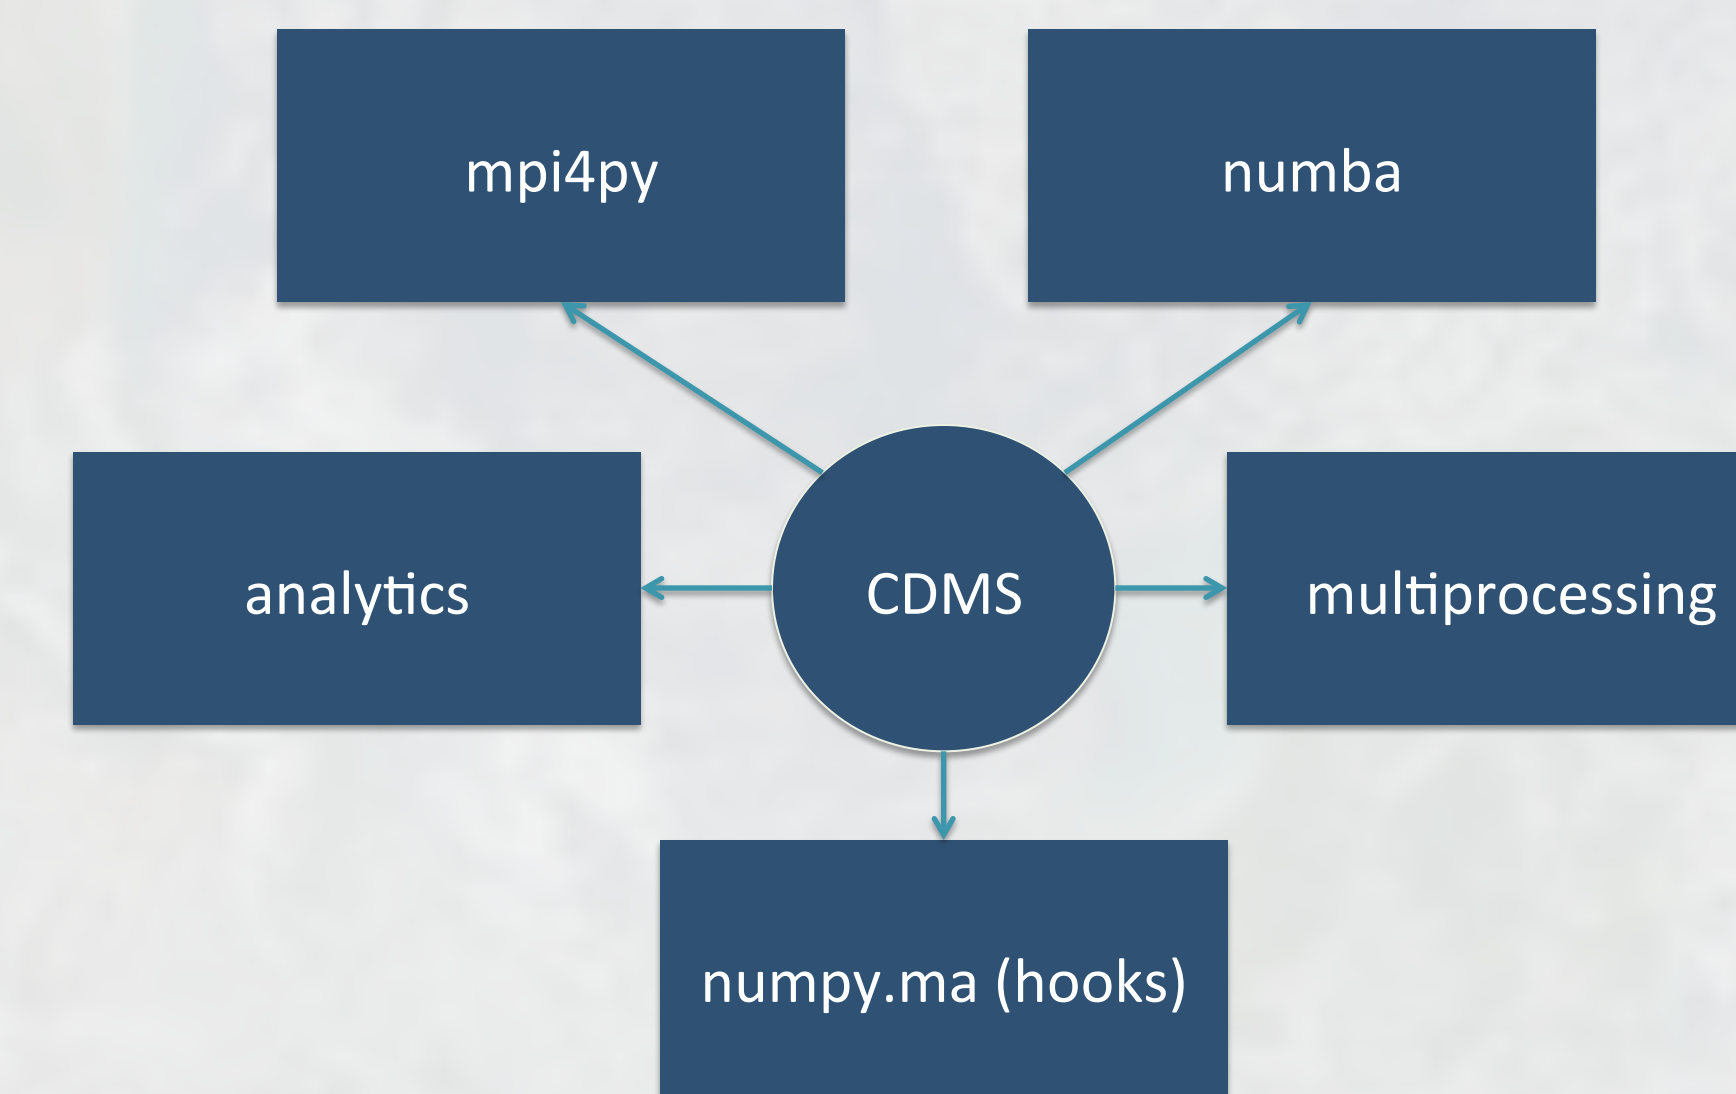 mpi4py
numba
analytics
CDMS
multiprocessing
numpy.ma (hooks)